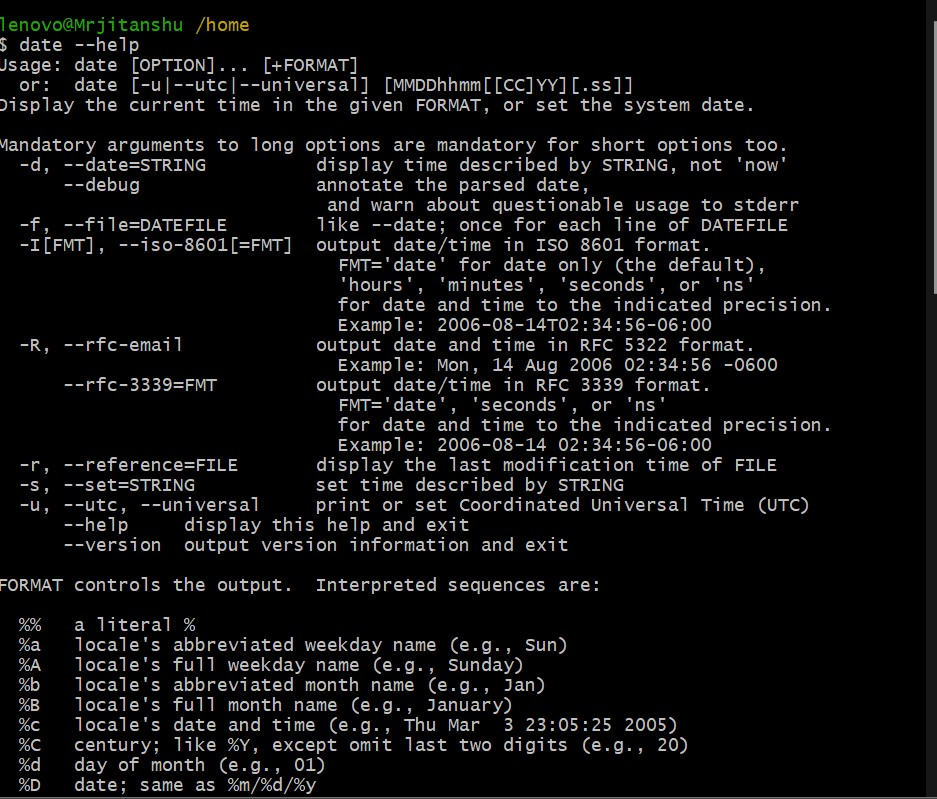 lenovo@Mrjitanshu /home
$ date --help
Usage: date [OPTION]... [+FORMAT]
  or:  date [-u|--utc|--universal] [MMDDhhmm[[CC]YY][.ss]]
Display the current time in the given FORMAT, or set the system date.

Mandatory arguments to long options are mandatory for short options too.
  -d, --date=STRING          display time described by STRING, not 'now'
      --debug                annotate the parsed date,
                              and warn about questionable usage to stderr
  -f, --file=DATEFILE        like --date; once for each line of DATEFILE
  -I[FMT], --iso-8601[=FMT]  output date/time in ISO 8601 format.
                               FMT='date' for date only (the default),
                               'hours', 'minutes', 'seconds', or 'ns'
                               for date and time to the indicated precision.
                               Example: 2006-08-14T02:34:56-06:00
  -R, --rfc-email            output date and time in RFC 5322 format.
                               Example: Mon, 14 Aug 2006 02:34:56 -0600
      --rfc-3339=FMT         output date/time in RFC 3339 format.
                               FMT='date', 'seconds', or 'ns'
                               for date and time to the indicated precision.
                               Example: 2006-08-14 02:34:56-06:00
  -r, --reference=FILE       display the last modification time of FILE
  -s, --set=STRING           set time described by STRING
  -u, --utc, --universal     print or set Coordinated Universal Time (UTC)
      --help     display this help and exit
      --version  output version information and exit

FORMAT controls the output.  Interpreted sequences are:

  %%   a literal %
  %a   locale's abbreviated weekday name (e.g., Sun)
  %A   locale's full weekday name (e.g., Sunday)
  %b   locale's abbreviated month name (e.g., Jan)
  %B   locale's full month name (e.g., January)
  %c   locale's date and time (e.g., Thu Mar  3 23:05:25 2005)
  %C   century; like %Y, except omit last two digits (e.g., 20)
  %d   day of month (e.g., 01)
  %D   date; same as %m/%d/%y